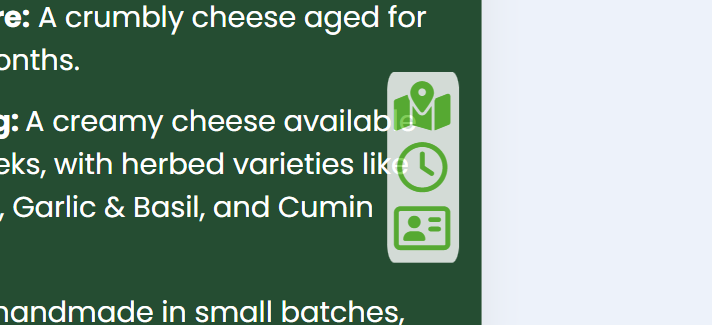 re: A crumbly cheese aged for
onths.
g: A creamy cheese available
eks, with herbed varieties like
, Garlic & Basil, and Cumin
handmade in small batches,